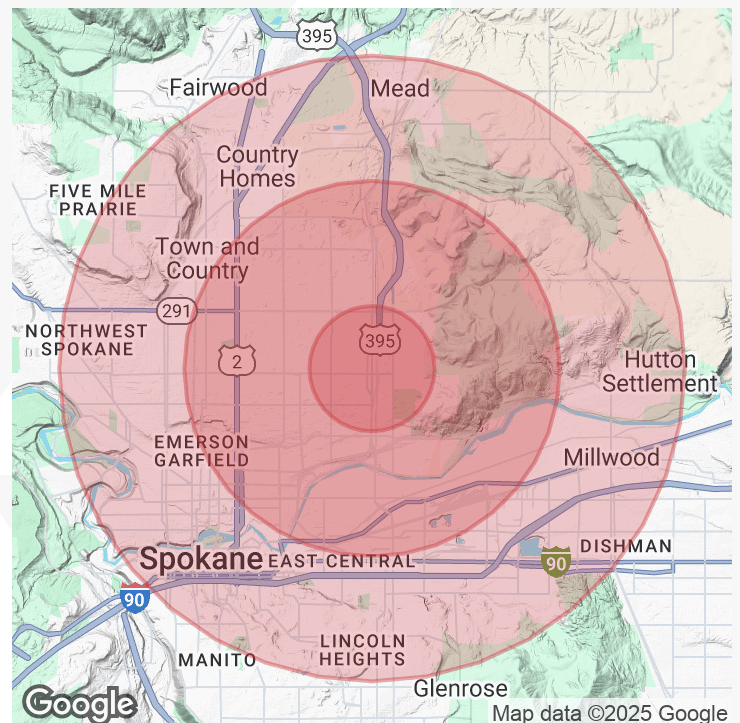 395
Fairwood
Mead
Country
Homes
FIVE MILE
PRAIRIE
Town and
Country
291
NORTHWEST
SPOKANE
395
2
Hutton
Settlement
EMERSON
GARFIELD
Millwood
Spokane
EAST CENTRAL
DISHMAN
90
90
LINCOLN
HEIGHTS
MANITO
Glenrose
Google
Map data ©2025 Google